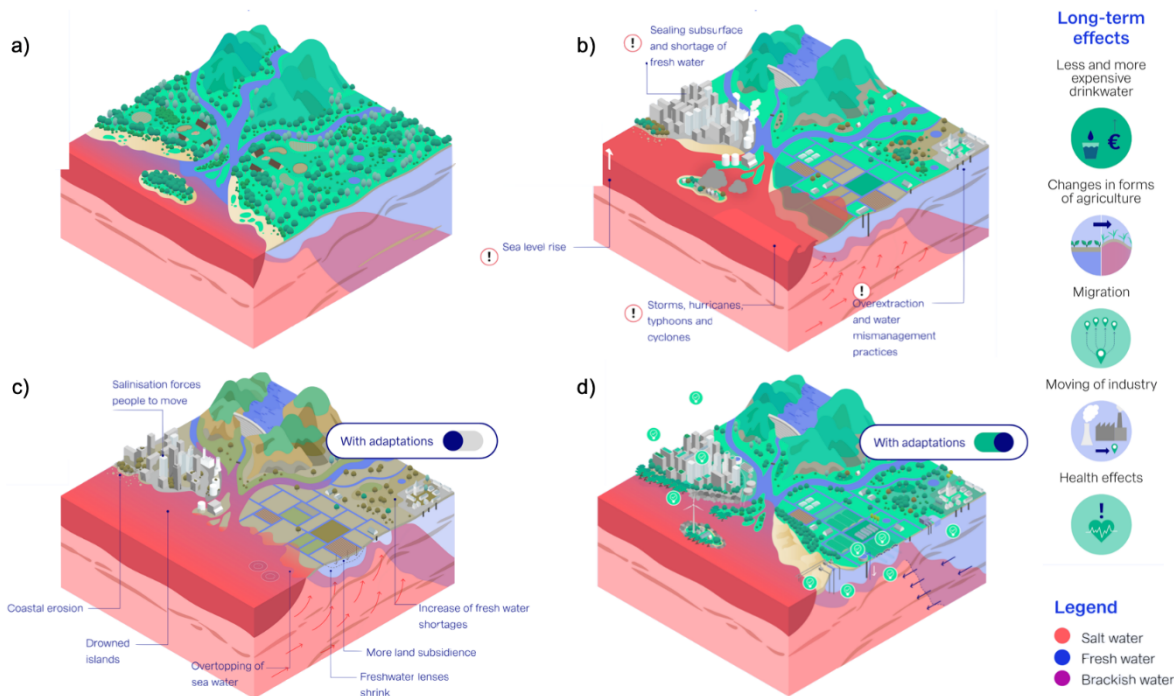 a)
b)
Sealing subsurface
and shortage of
fresh water
Sea level rise
Storms, hurricanes,
typhoons and
cyclones
Overextraction
and water
mismanagement
practices
c)
Salinisation forces
people to move
With adaptations
Coastal erosion
Drowned
islands
Overtopping of
sea water
Freshwater lenses
shrink
More land subsidience
Increase of fresh water
shortages
d)
With adaptations
Long-term
effects
Less and more
expensive
drinkwater
€
Changes in forms
of agriculture
Migration
Moving of industry
Health effects
Legend
Salt water
Fresh water
Brackish water